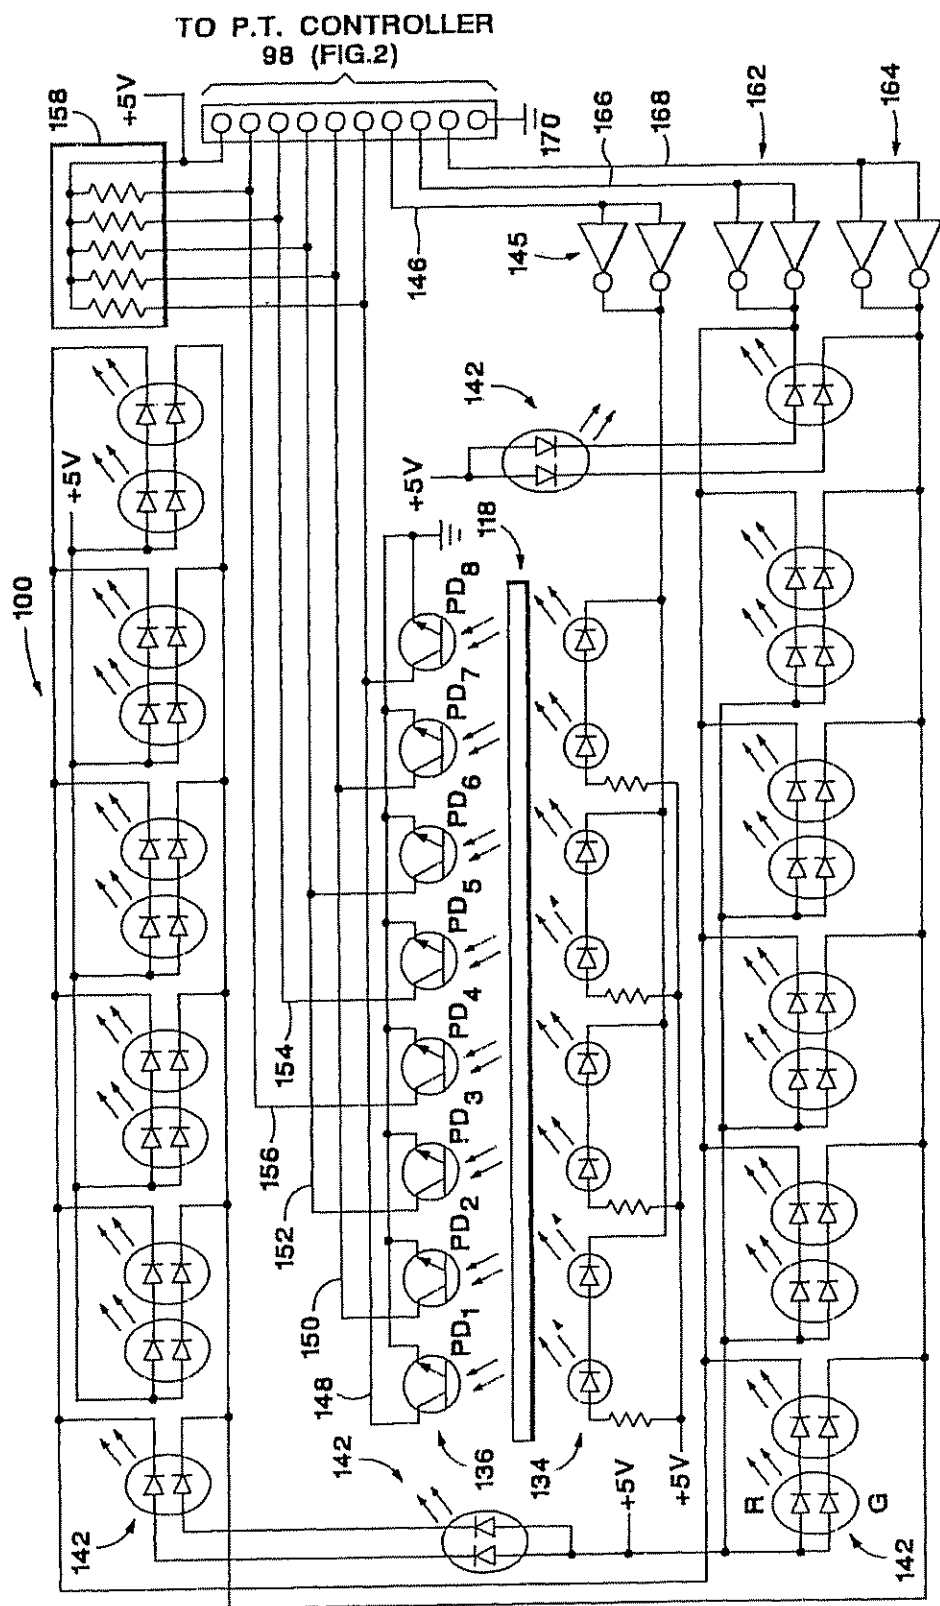 TO P.T. CONTROLLER
98 (FIG.2)
158
+5V
170
166
168
162
164
146
145
142
+5V
118
100
+5V
PD8
PD7
PD6
PD5
PD4
PD3
PD2
PD1
154
156
152
150
148
136
134
142
142
+5V
+5V
R
G
142